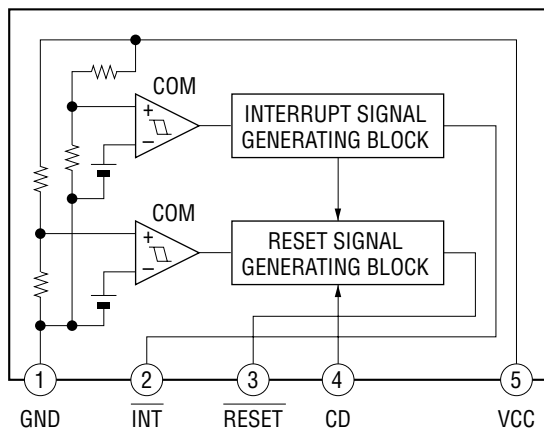 COM
+
−
INTERRUPT SIGNAL
GENERATING BLOCK
COM
+
−
RESET SIGNAL
GENERATING BLOCK
1 2 3 4 5
GND INT RESET CD VCC